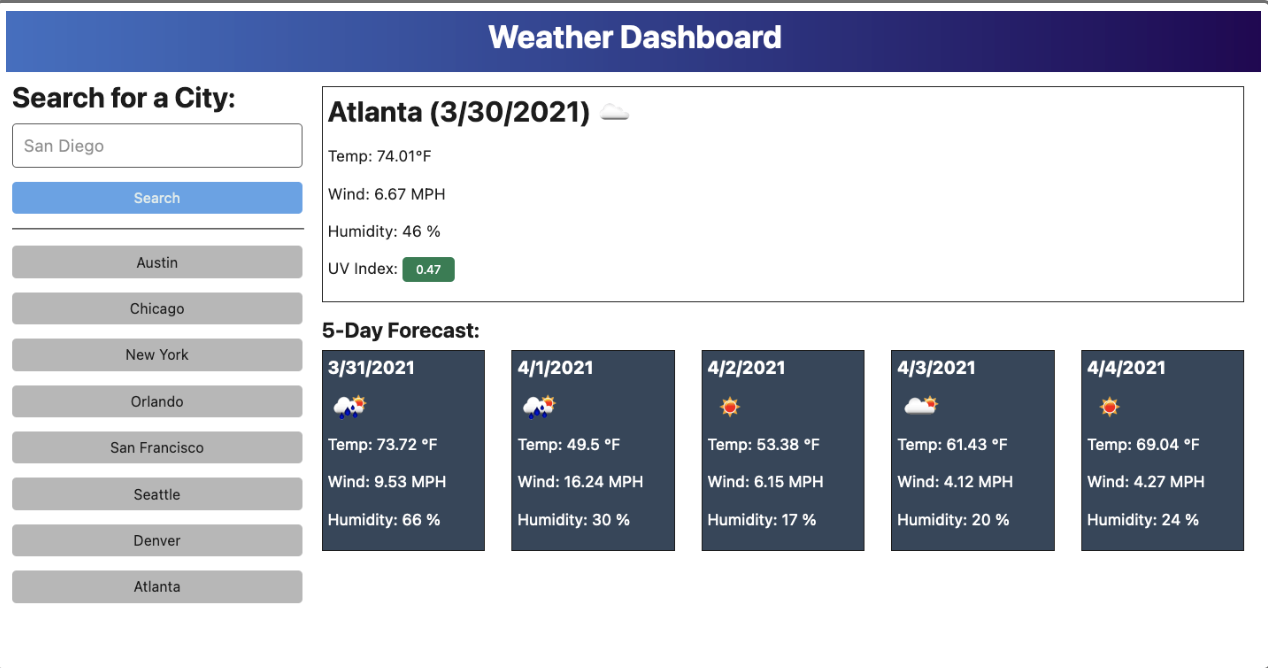 Weather Dashboard
Search for a City:
San Diego
Search
Austin
Chicago
New York
Orlando
San Francisco
Seattle
Denver
Atlanta
Atlanta (3/30/2021)
Temp: 74.01°F
Wind: 6.67 MPH
Humidity: 46 %
UV Index: 0.47
5-Day Forecast:
3/31/2021
Temp: 73.72 °F
Wind: 9.53 MPH
Humidity: 66 %
4/1/2021
Temp: 49.5 °F
Wind: 16.24 MPH
Humidity: 30 %
4/2/2021
Temp: 53.38 °F
Wind: 6.15 MPH
Humidity: 17 %
4/3/2021
Temp: 61.43 °F
Wind: 4.12 MPH
Humidity: 20 %
4/4/2021
Temp: 69.04 °F
Wind: 4.27 MPH
Humidity: 24 %